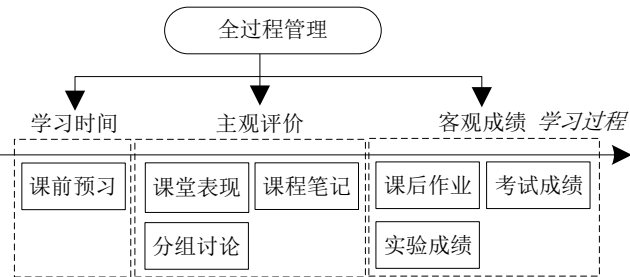 全过程管理
学习时间 主观评价 客观成绩 学习过程
课前预习 课堂表现 课程笔记 课后作业 考试成绩
分组讨论 实验成绩